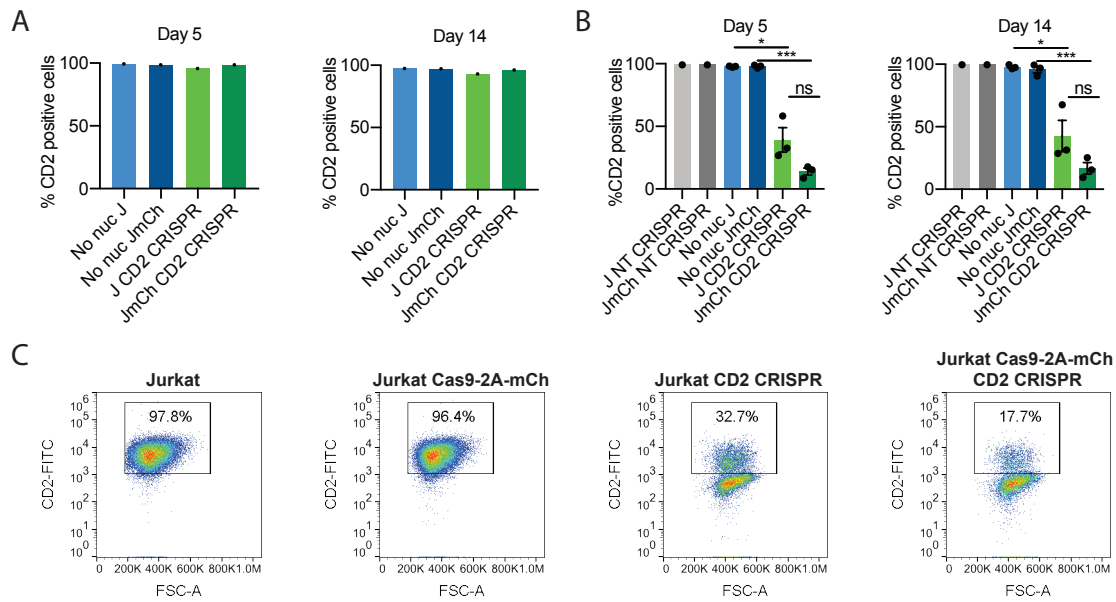 A
Day 5
% CD2 positive cells
100
50
0
No nuc J
No nuc JmCh
J CD2 CRISPR
JmCh CD2 CRISPR
Day 14
% CD2 positive cells
100
50
0
No nuc J
No nuc JmCh
J CD2 CRISPR
JmCh CD2 CRISPR
B
Day 5
*
***
ns
%CD2 positive cells
100
50
0
J NT CRISPR
JmCh NT CRISPR
No nuc J
No nuc JmCh
J CD2 CRISPR
JmCh CD2 CRISPR
Day 14
*
***
ns
% CD2 positive cells
100
50
0
J NT CRISPR
JmCh NT CRISPR
No nuc J
No nuc JmCh
J CD2 CRISPR
JmCh CD2 CRISPR
C
Jurkat
97.8%
CD2-FITC
10^6
10^5
10^4
10^3
10^2
10^1
10^0
0 200K 400K 600K 800K1.0M
FSC-A
Jurkat Cas9-2A-mCh
96.4%
CD2-FITC
10^6
10^5
10^4
10^3
10^2
10^1
10^0
0 200K 400K 600K 800K1.0M
FSC-A
Jurkat CD2 CRISPR
32.7%
CD2-FITC
10^6
10^5
10^4
10^3
10^2
10^1
10^0
0 200K 400K 600K 800K1.0M
FSC-A
Jurkat Cas9-2A-mCh
CD2 CRISPR
17.7%
CD2-FITC
10^6
10^5
10^4
10^3
10^2
10^1
10^0
0 200K 400K 600K 800K1.0M
FSC-A